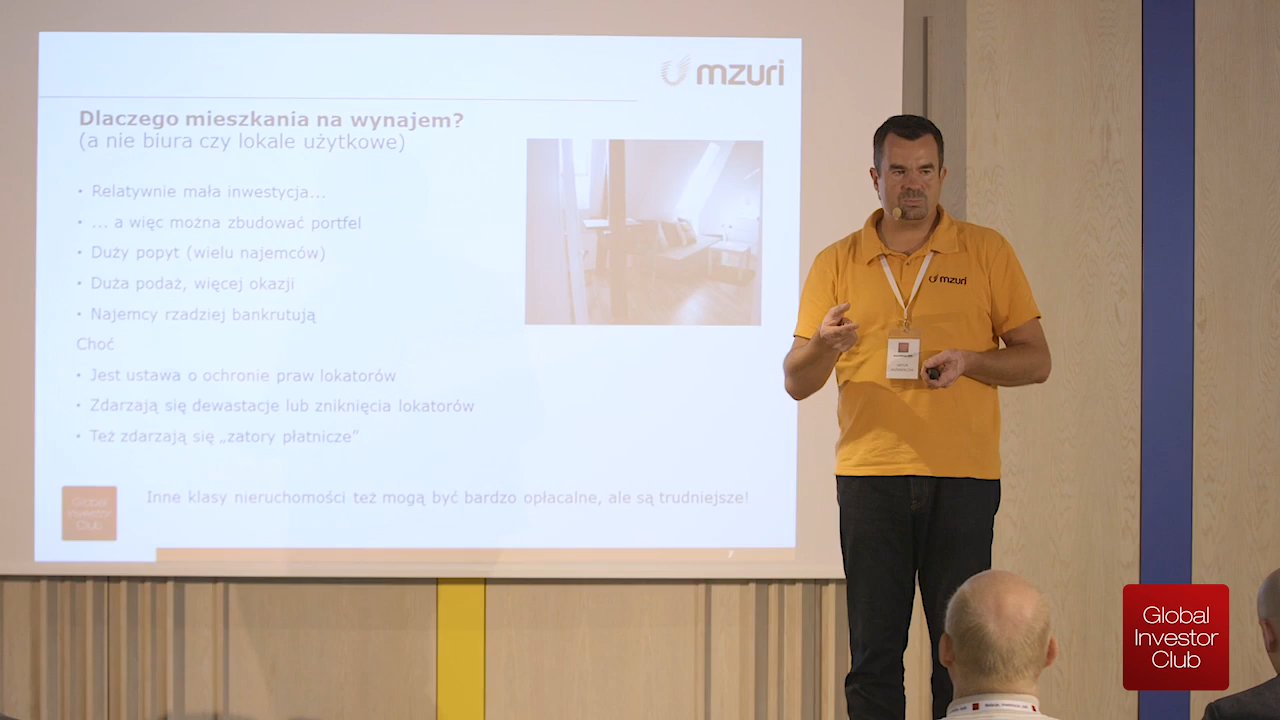 mzuri
Dlaczego mieszkania na wynajem?
(a nie biura czy lokale użytkowe)
• Relatywnie mała inwestycja...
• ... a więc można zbudować portfel
• Duży popyt (wielu najemców)
• Duża podaż, więcej okazji
• Najemcy rzadziej bankrutują
Choć
• Jest ustawa o ochronie praw lokatorów
• Zdarzają się dewastacje lub zniknięcia lokatorów
• Też zdarzają się „zatory płatnicze”
Inne klasy nieruchomości też mogą być bardzo opłacalne, ale są trudniejsze!
Global
Investor
Club
mzuri
Global
Investor
Club